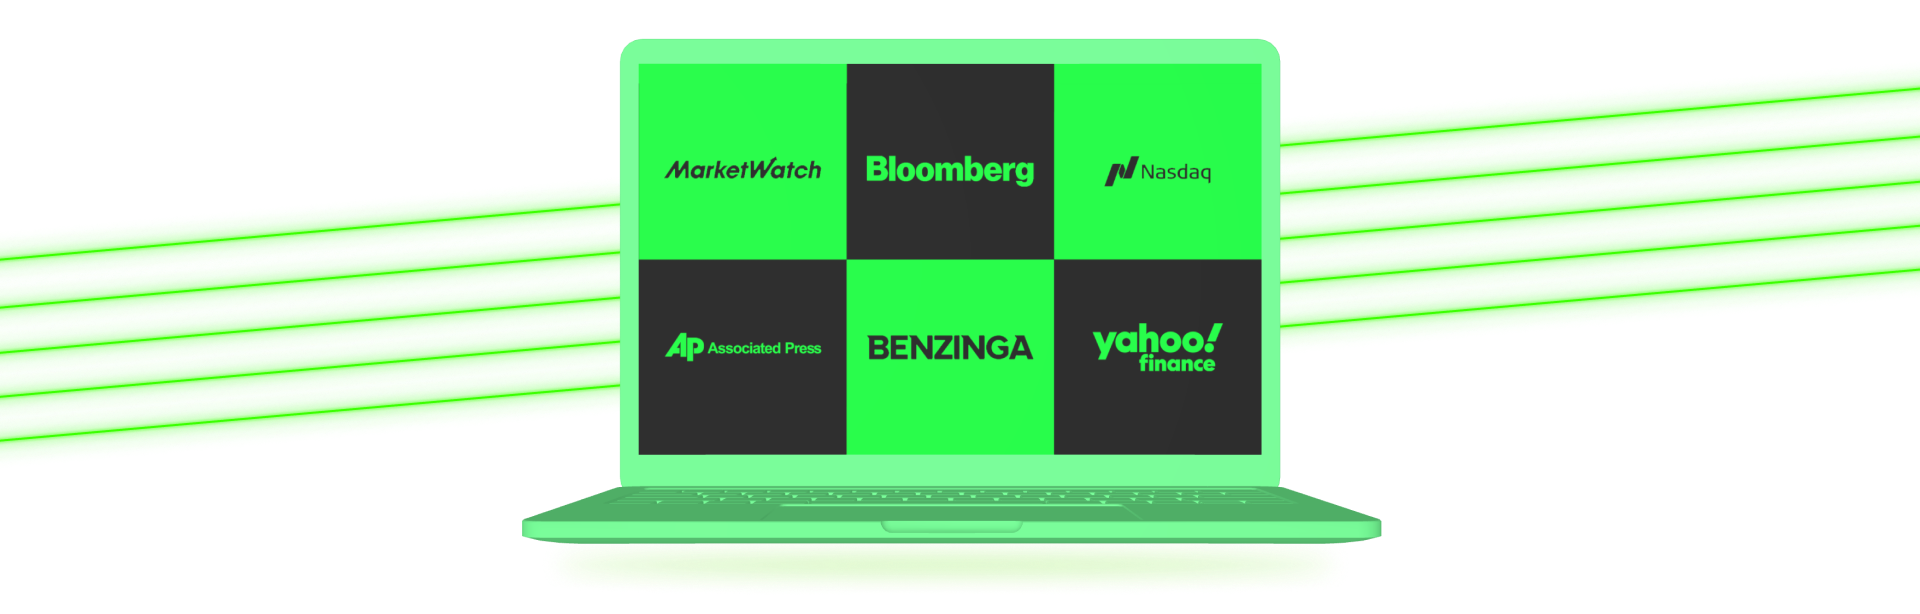 MarketWatch
Bloomberg
Nasdaq
AP Associated Press
BENZINGA
yahoo!
finance